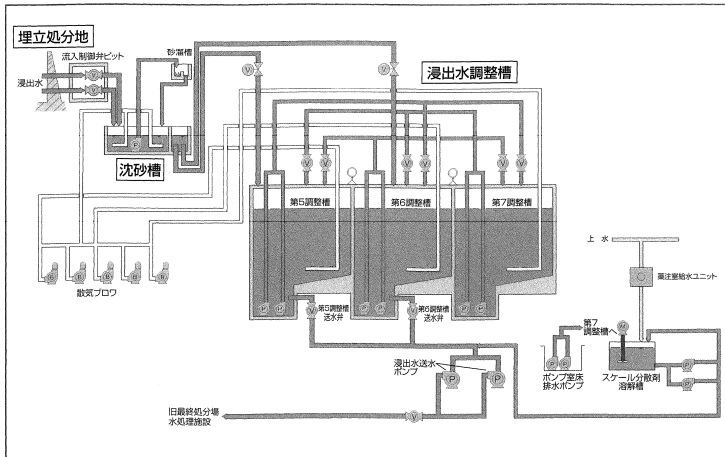 埋立処分地
流入制御弁ピット
砂溜槽
浸出水
V
V
P
沈砂槽
V
V
浸出水調整槽
V
V
V
V
V
V
第5調整槽
第6調整槽
第7調整槽
B
B
B
B
B
散気ブロワ
P
P
P
P
P
P
V
第5調整槽
送水弁
V
第6調整槽
送水弁
上 水
薬注室給水ユニット
第7
調整槽へ
M
P
P
ポンプ室床
排水ポンプ
スケール分散剤
溶解槽
P
P
浸出水送水
ポンプ
P
P
旧最終処分場
水処理施設
V